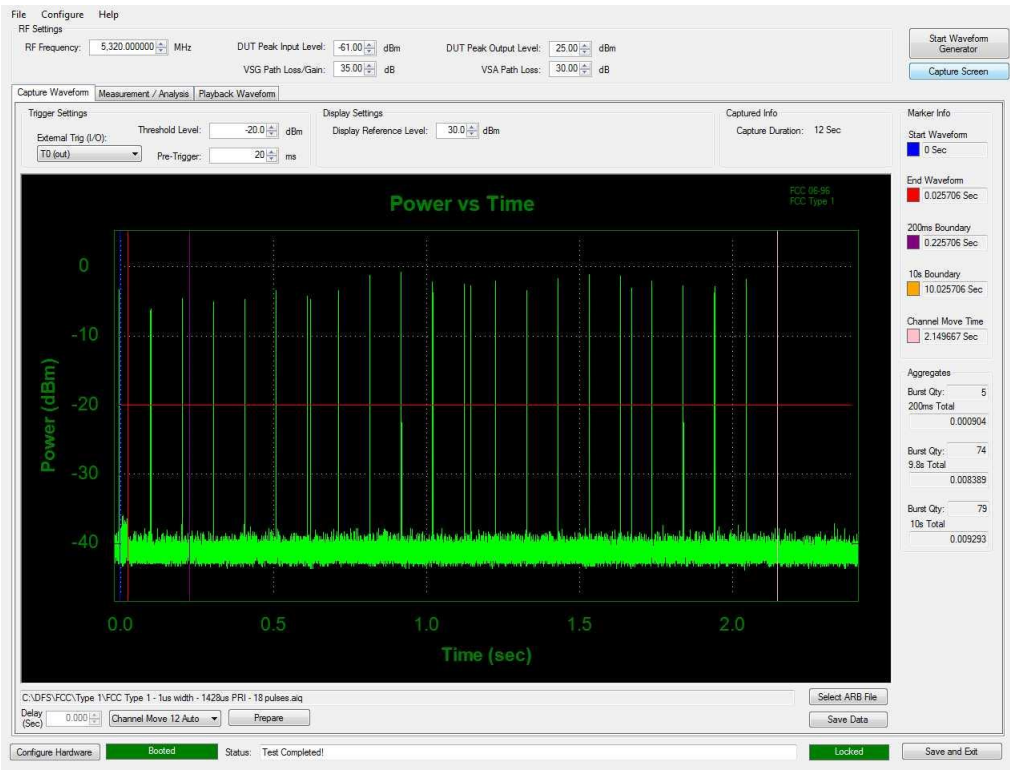 File Configure Help
RF Settings
RF Frequency: 5,320.000000 MHz DUT Peak Input Level: -61.00 dBm DUT Peak Output Level: 25.00 dBm
VSG Path Loss/Gain: 35.00 dB VSA Path Loss: 30.00 dB
Start Waveform Generator
Capture Screen
Capture Waveform Measurement / Analysis Playback Waveform
Trigger Settings
External Trig (I/O):
T0 (out)
Threshold Level: -20.0 dBm
Pre-Trigger: 20 ms
Display Settings
Display Reference Level: 30.0 dBm
Captured Info
Capture Duration: 12 Sec
Marker Info
Start Waveform
0 Sec
End Waveform
0.025706 Sec
200ms Boundary
0.225706 Sec
10s Boundary
10.025706 Sec
Channel Move Time
2.149667 Sec
Aggregates
Burst Qty: 5
200ms Total
0.000904
Burst Qty: 74
9.8s Total
0.008389
Burst Qty: 79
10s Total
0.009293
Power vs Time
FCC 06-96
FCC Type 1
Power (dBm)
0
-10
-20
-30
-40
0.0 0.5 1.0 1.5 2.0
Time (sec)
C:\DFS\FCC\Type 1\FCC Type 1 - 1us width - 1428us PRI - 18 pulses.aiq
Select ARB File
Delay (Sec) 0.000 Channel Move 12 Auto Prepare
Save Data
Configure Hardware Booted Status: Test Completed! Locked Save and Exit